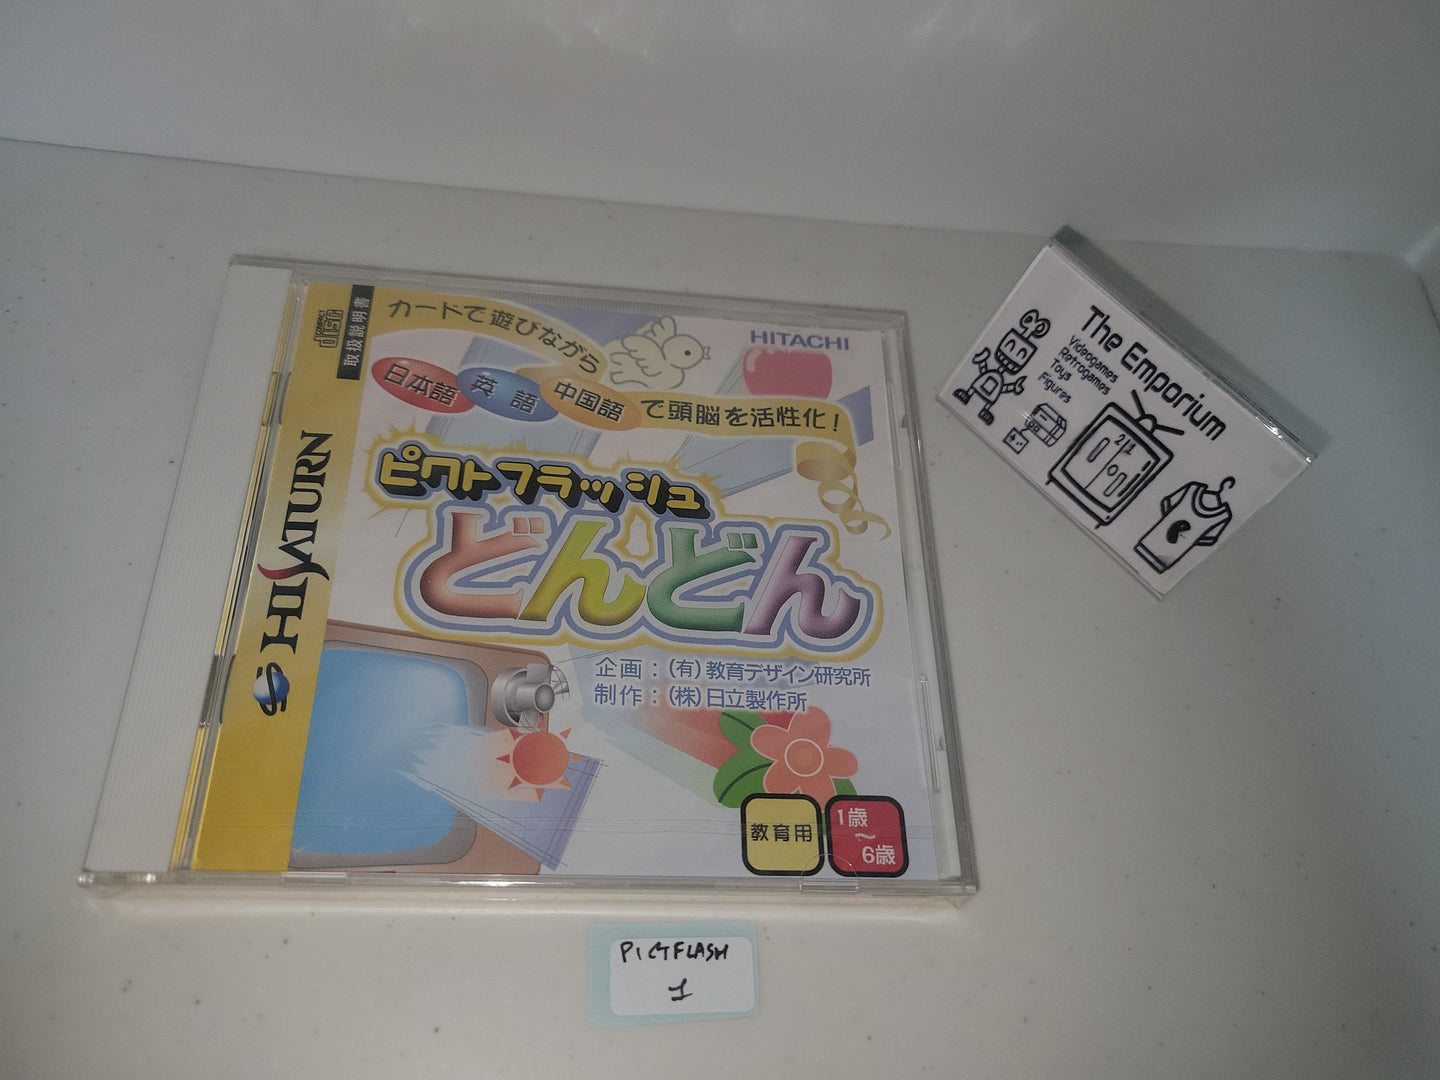 COMPACT
disc
取扱説明書
HISATURN
カードで遊びながら
日本語 英語 中国語 で頭脳を活性化!
HITACHI
ピクトフラッシュ
どんどん
企画:(有)教育デザイン研究所
制作:(株)日立製作所
教育用
1歳
~
6歳
PICTFLASH
1
The Emporium
Videogames
Retrogames
Toys
Figures